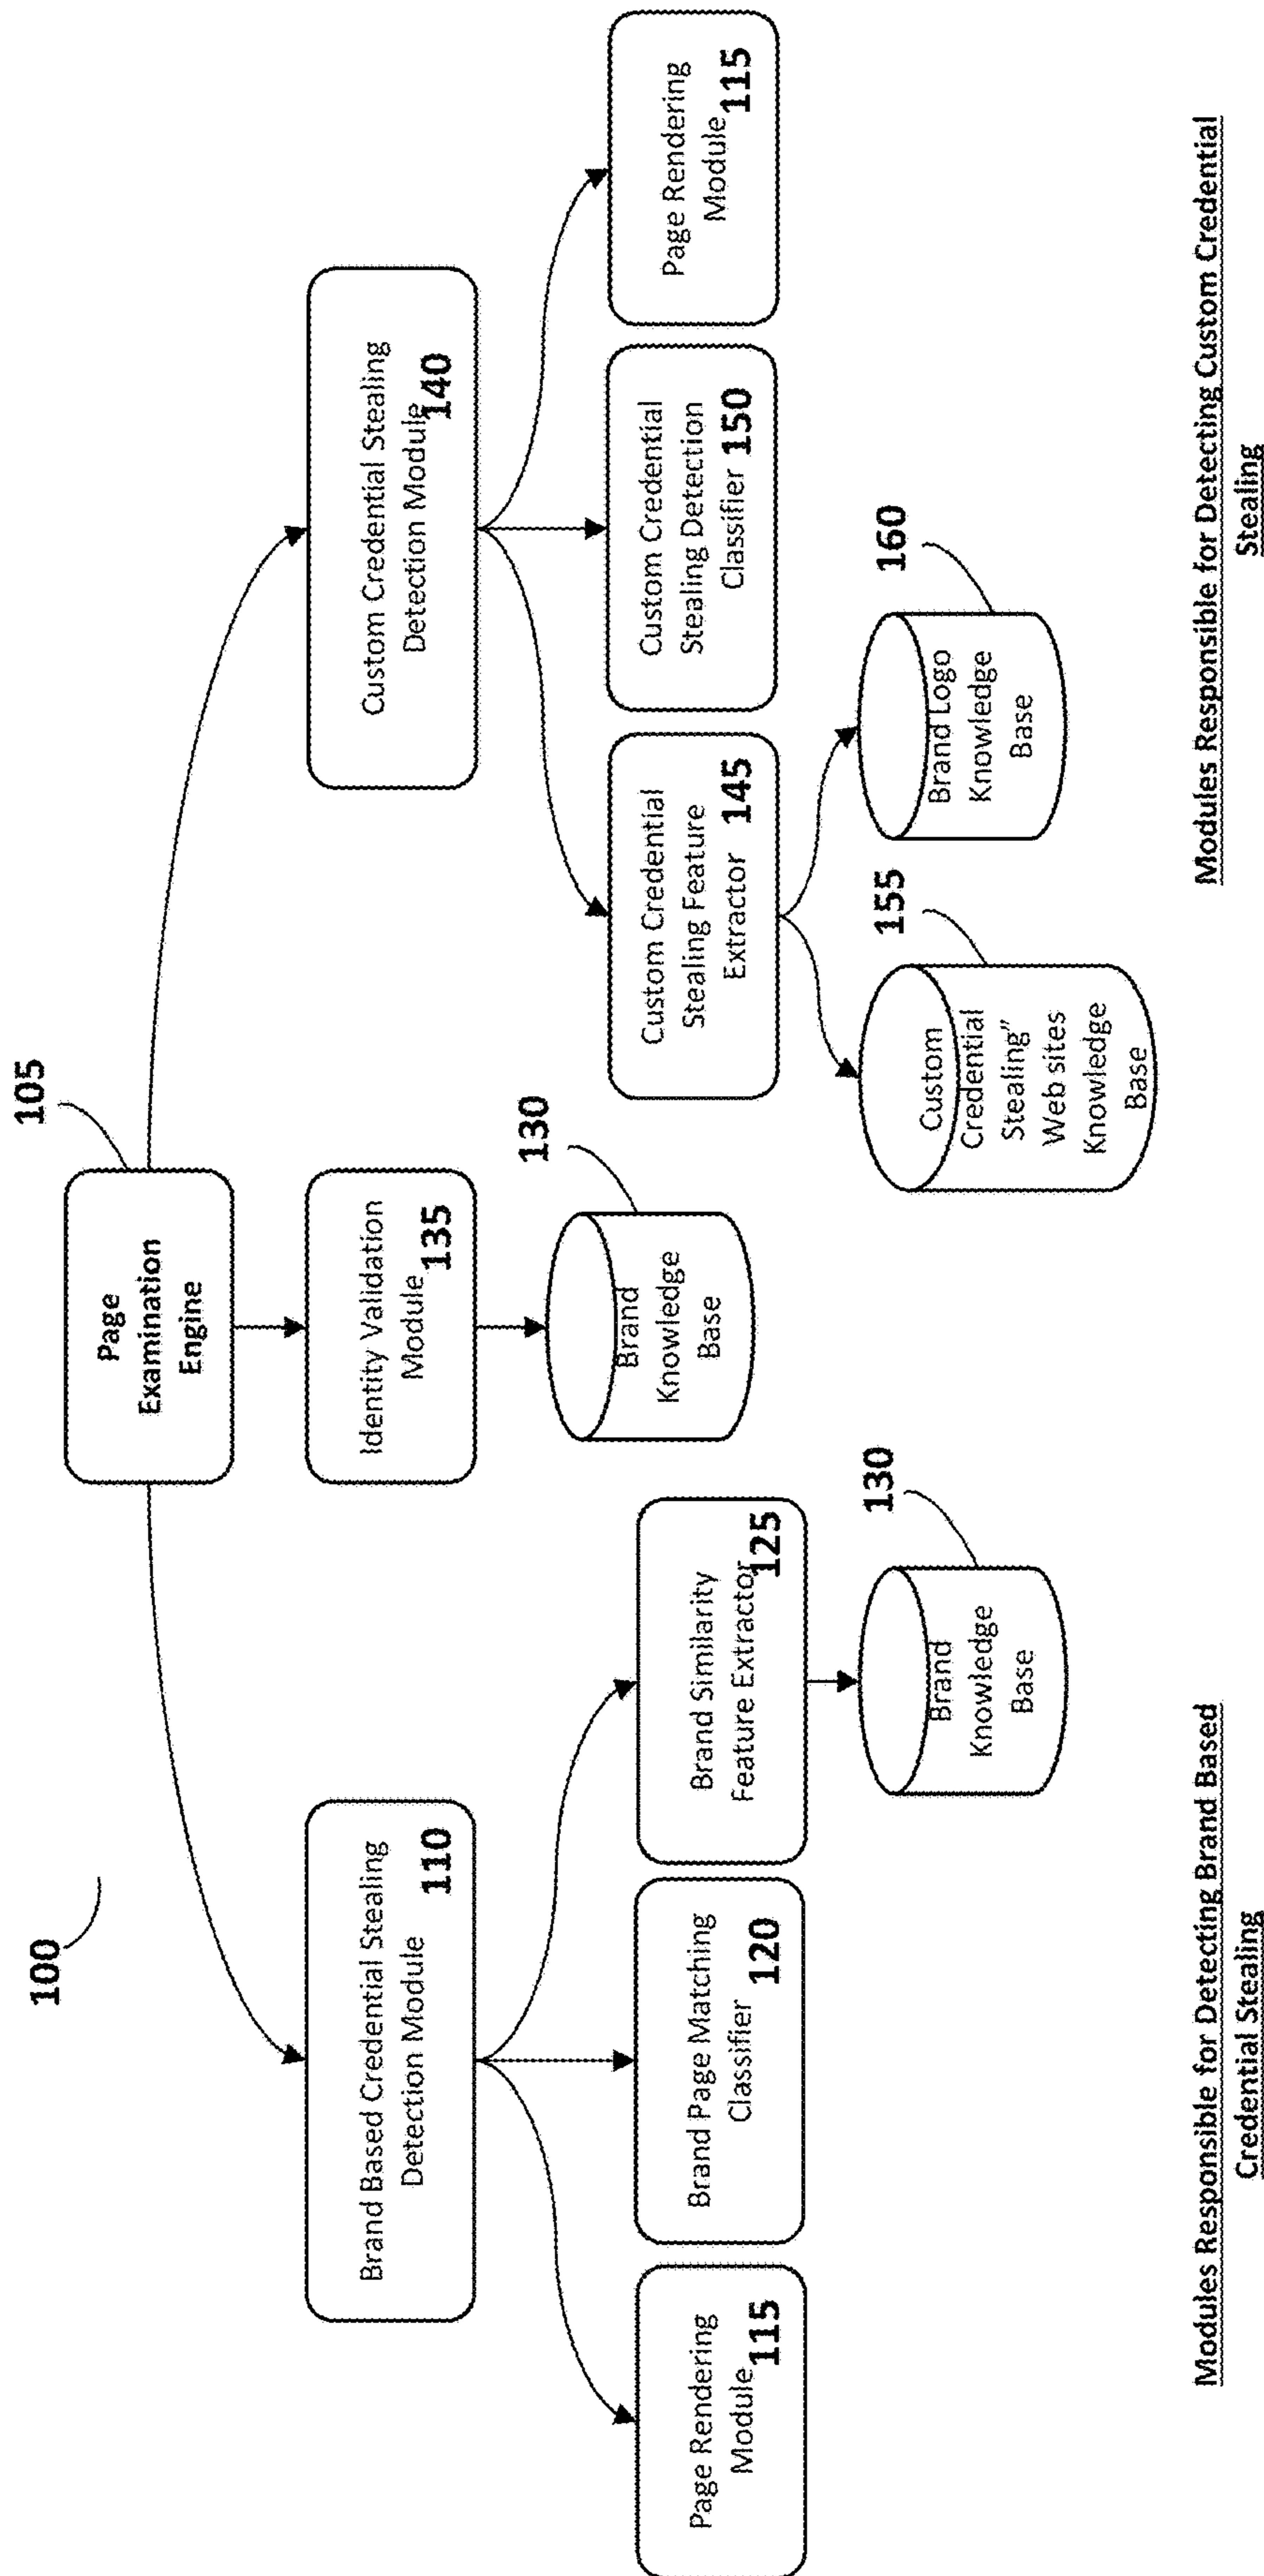 100
105
Page
Examination
Engine
Brand Based Credential Stealing
Detection Module
110
Identity Validation
Module
135
Custom Credential Stealing
Detection Module
140
Page Rendering
Module
115
Brand Page Matching
Classifier
120
Brand Similarity
Feature Extractor
125
130
Brand
Knowledge
Base
130
Brand
Knowledge
Base
Custom Credential
Stealing Feature
Extractor
145
Custom Credential
Stealing Detection
Classifier
150
Page Rendering
Module
115
155
Custom
Credential
Stealing”
Web sites
Knowledge
Base
160
Brand Logo
Knowledge
Base
Modules Responsible for Detecting Brand Based
Credential Stealing
Modules Responsible for Detecting Custom Credential
Stealing